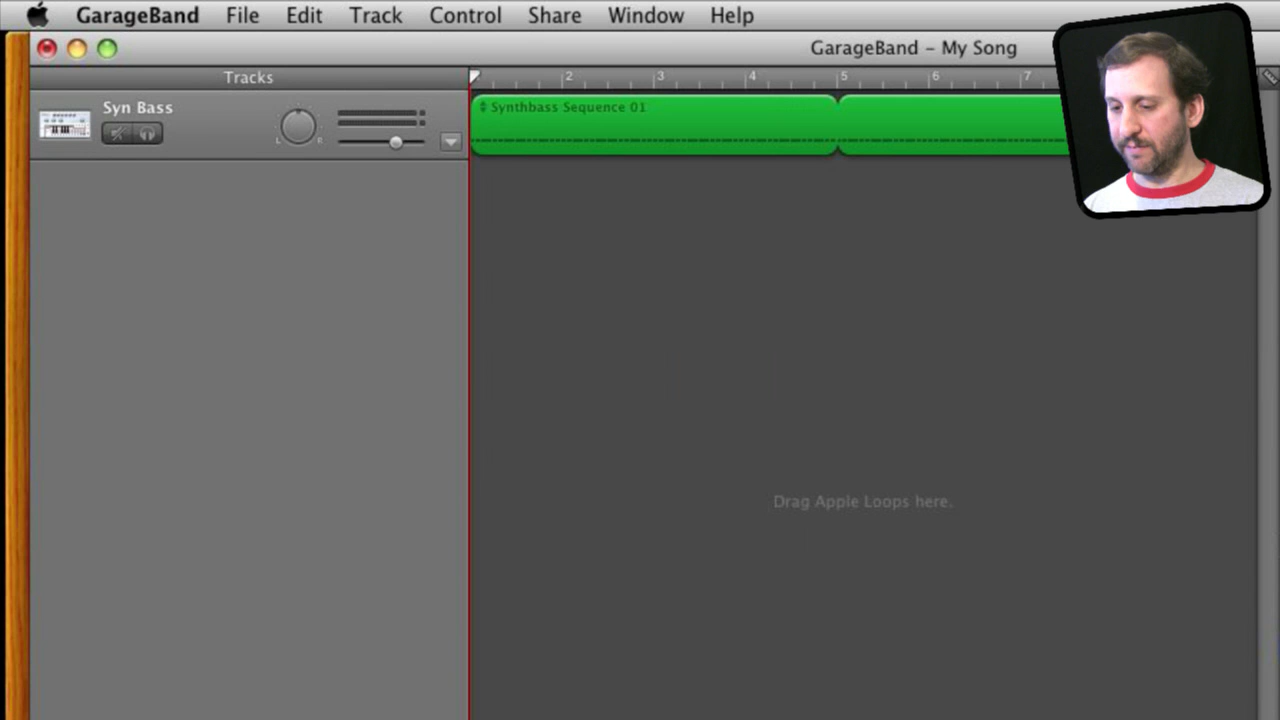 GarageBand File Edit Track Control Share Window Help
GarageBand – My Song
Tracks
2 3 4 5 6 7
Syn Bass
L R
Synthbass Sequence 01
Drag Apple Loops here.